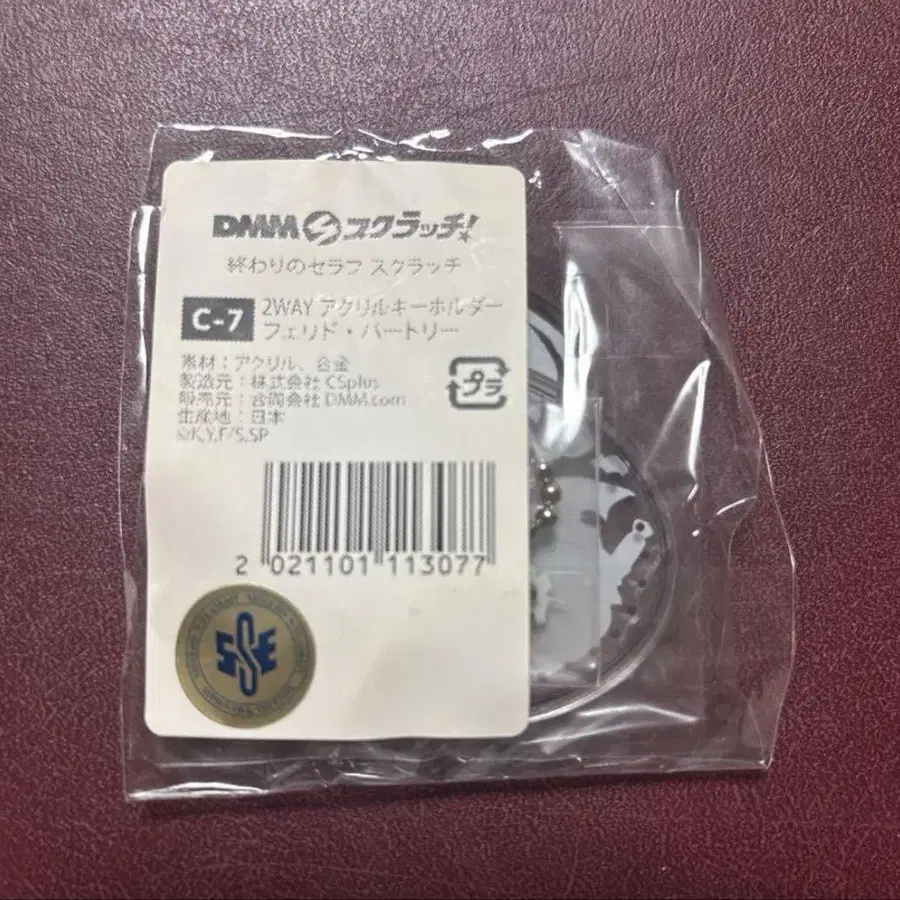 DMM スクラッチ!
終わりのセラフ スクラッチ
C-7 2WAY アクリルキーホルダー
フェリド・バートリー
素材：アクリル、合金
製造元：株式会社 CSplus
販売元：合同会社 DMM.com
生産地：日本
©K,Y,F/S,SP
プラ
2 021101 113077
SSE